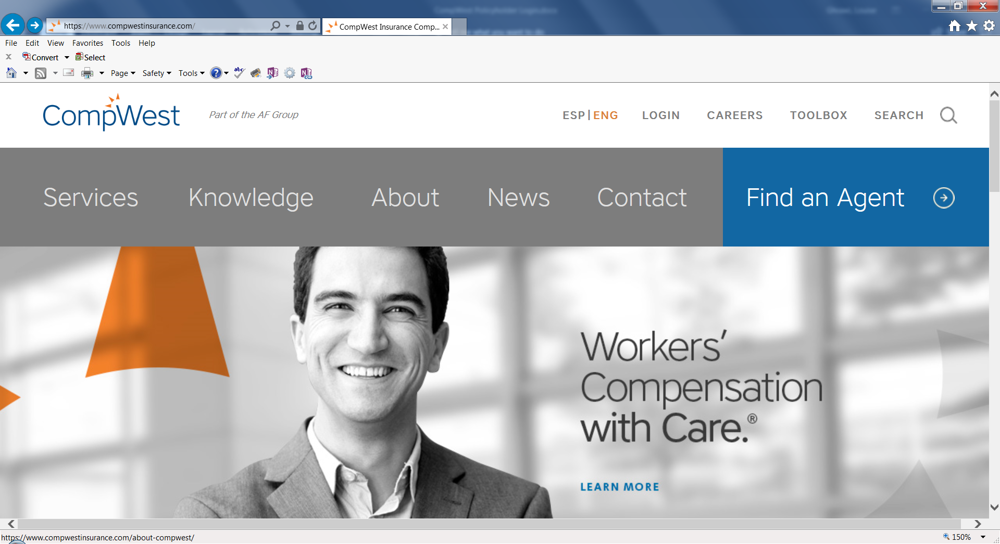 https://www.compwestinsurance.com/
CompWest Insurance Comp...
File Edit View Favorites Tools Help
Convert Select
Page Safety Tools
CompWest
Part of the AF Group
ESP | ENG LOGIN CAREERS TOOLBOX SEARCH
Services Knowledge About News Contact Find an Agent
Workers’
Compensation
with Care.®
LEARN MORE
https://www.compwestinsurance.com/about-compwest/
150%